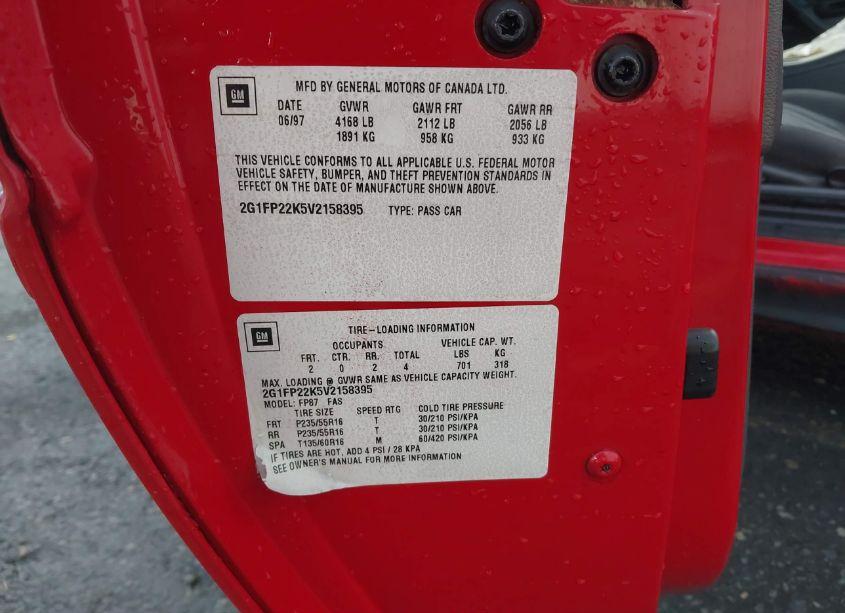 GM
MFD BY GENERAL MOTORS OF CANADA LTD.
DATE GVWR GAWR FRT GAWR RR
06/97 4168 LB 2112 LB 2056 LB
1891 KG 958 KG 933 KG
THIS VEHICLE CONFORMS TO ALL APPLICABLE U.S. FEDERAL MOTOR
VEHICLE SAFETY, BUMPER, AND THEFT PREVENTION STANDARDS IN
EFFECT ON THE DATE OF MANUFACTURE SHOWN ABOVE.
2G1FP22K5V2158395 TYPE: PASS CAR
GM
TIRE-LOADING INFORMATION
OCCUPANTS VEHICLE CAP. WT.
FRT. CTR. RR. TOTAL LBS KG
2 0 2 4 701 318
MAX. LOADING @ GVWR SAME AS VEHICLE CAPACITY WEIGHT.
2G1FP22K5V2158395
MODEL: FP87 FAS
TIRE SIZE SPEED RTG COLD TIRE PRESSURE
FRT P235/55R16 T 30/210 PSI/KPA
RR P235/55R16 T 30/210 PSI/KPA
SPA T135/60R16 M 60/420 PSI/KPA
IF TIRES ARE HOT, ADD 4 PSI / 28 KPA
SEE OWNER'S MANUAL FOR MORE INFORMATION